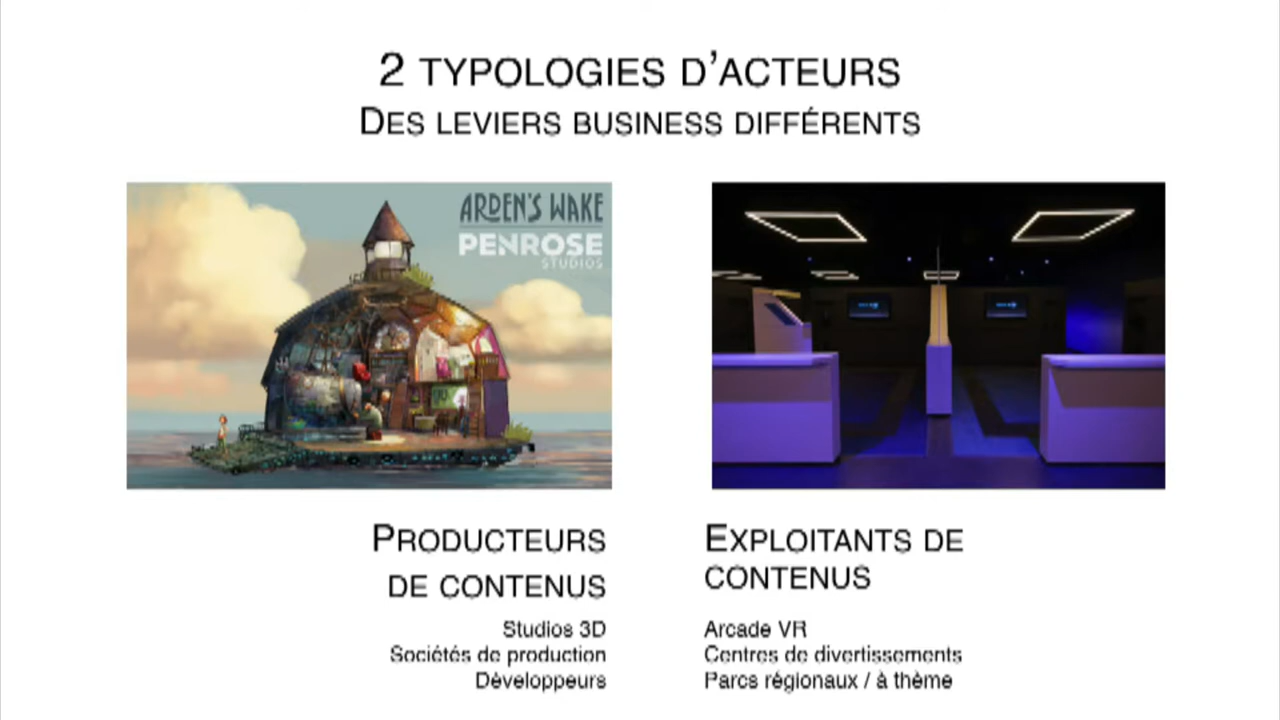 2 TYPOLOGIES D'ACTEURS
DES LEVIERS BUSINESS DIFFÉRENTS
ARDEN'S WAKE
PENROSE
STUDIOS
PRODUCTEURS
DE CONTENUS
Studios 3D
Sociétés de production
Développeurs
EXPLOITANTS DE
CONTENUS
Arcade VR
Centres de divertissements
Parcs régionaux / à thème